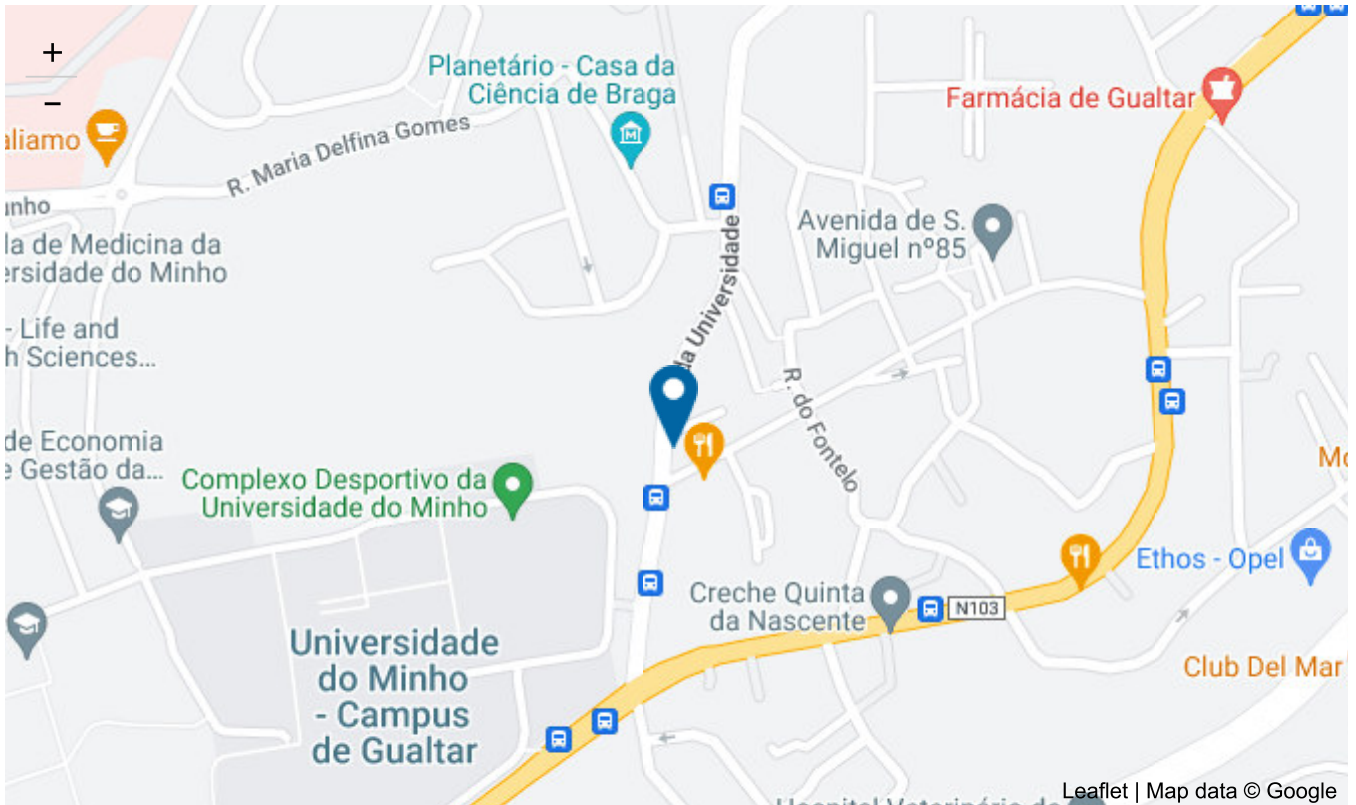 +
−
Planetário - Casa da
Ciência de Braga
Farmácia de Gualtar
aliamo
R. Maria Delfina Gomes
Avenida de S.
Miguel nº85
da Universidade
la de Medicina da
ersidade do Minho
- Life and
h Sciences...
R. do Fontelo
de Economia
e Gestão da...
Complexo Desportivo da
Universidade do Minho
Ethos - Opel
Creche Quinta
da Nascente
N103
Universidade
do Minho
- Campus
de Gualtar
Club Del Mar
Leaflet | Map data © Google